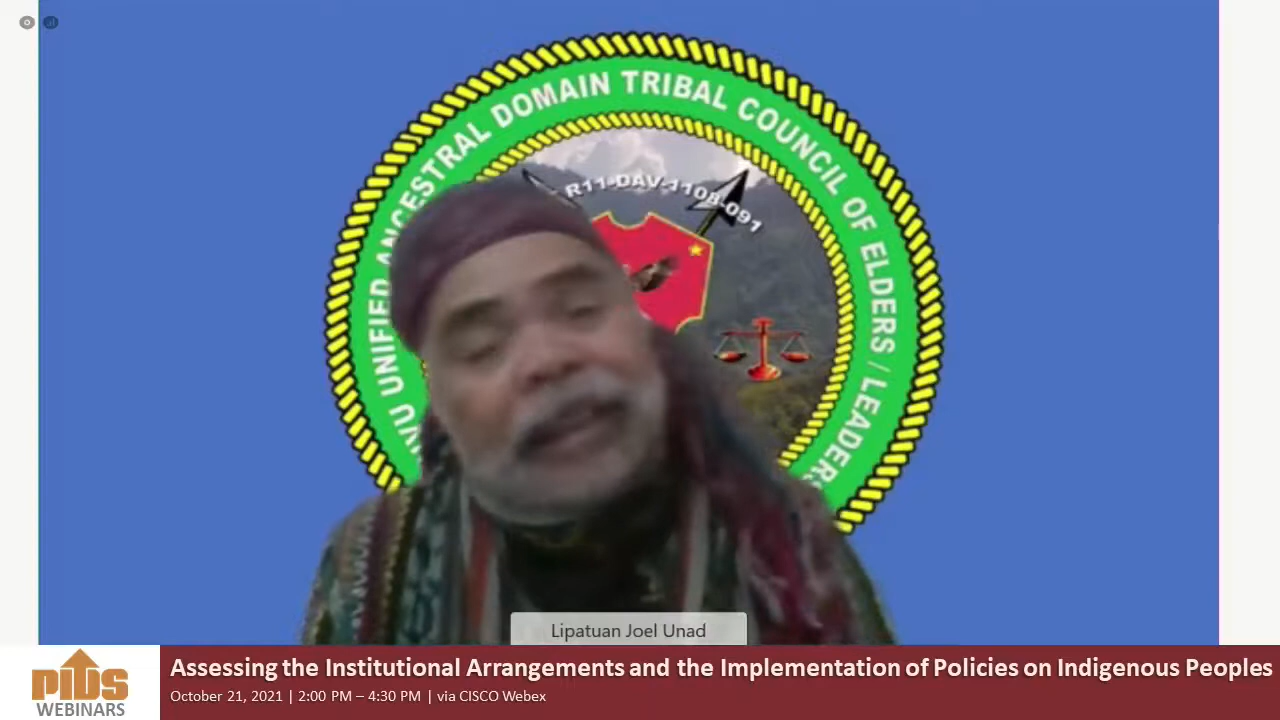 UNIFIED ANCESTRAL DOMAIN TRIBAL COUNCIL OF ELDERS / LEADERS
R11-DAV-1108-091
Lipatuan Joel Unad
PIDS
WEBINARS
Assessing the Institutional Arrangements and the Implementation of Policies on Indigenous Peoples
October 21, 2021 | 2:00 PM – 4:30 PM | via CISCO Webex